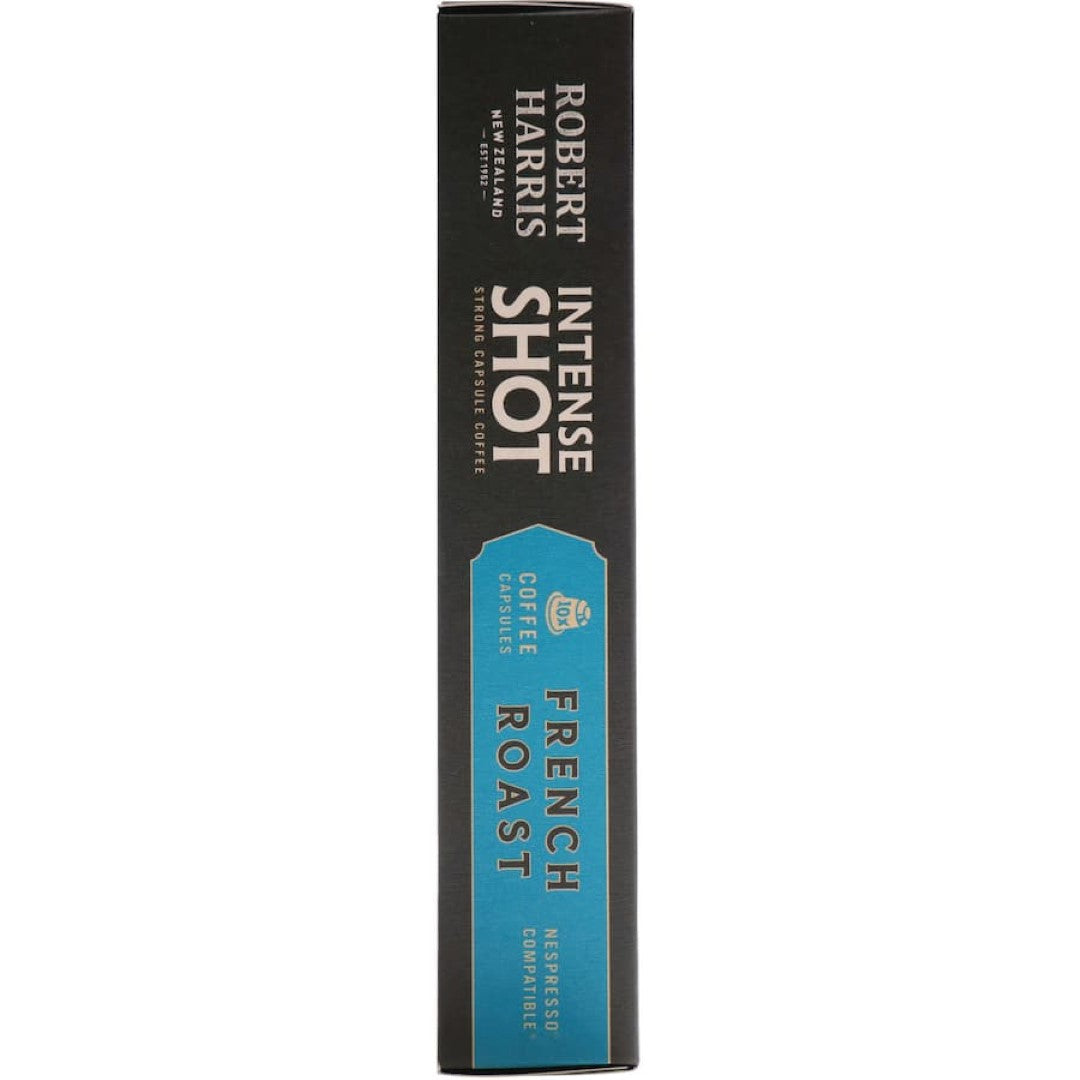 ROBERT
HARRIS
NEW ZEALAND
— EST 1952 —
INTENSE
SHOT
STRONG CAPSULE COFFEE
10x
COFFEE
CAPSULES
FRENCH
ROAST
NESPRESSO
COMPATIBLE*